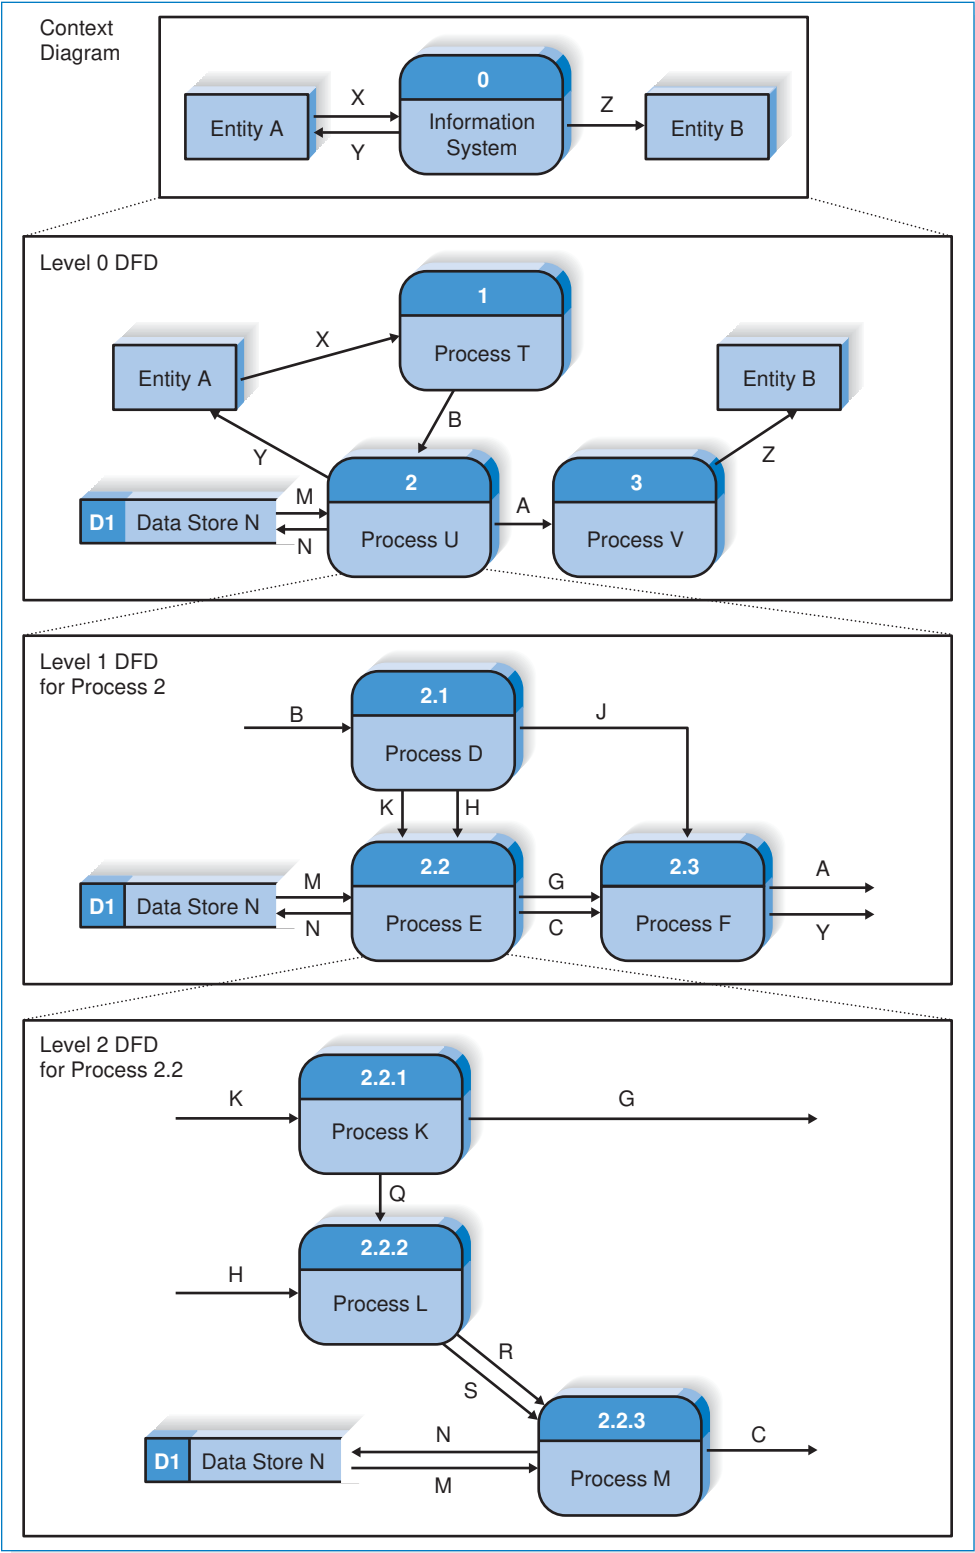 Context
Diagram
0
Information
System
Entity A
X
Y
Z
Entity B
Level 0 DFD
1
Process T
Entity A
X
Entity B
B
Y
Z
2
Process U
3
Process V
D1 Data Store N
M
N
A
Level 1 DFD
for Process 2
2.1
Process D
B
J
K
H
2.2
Process E
2.3
Process F
D1 Data Store N
M
N
G
C
A
Y
Level 2 DFD
for Process 2.2
2.2.1
Process K
K
G
Q
2.2.2
Process L
H
R
S
2.2.3
Process M
D1 Data Store N
N
M
C